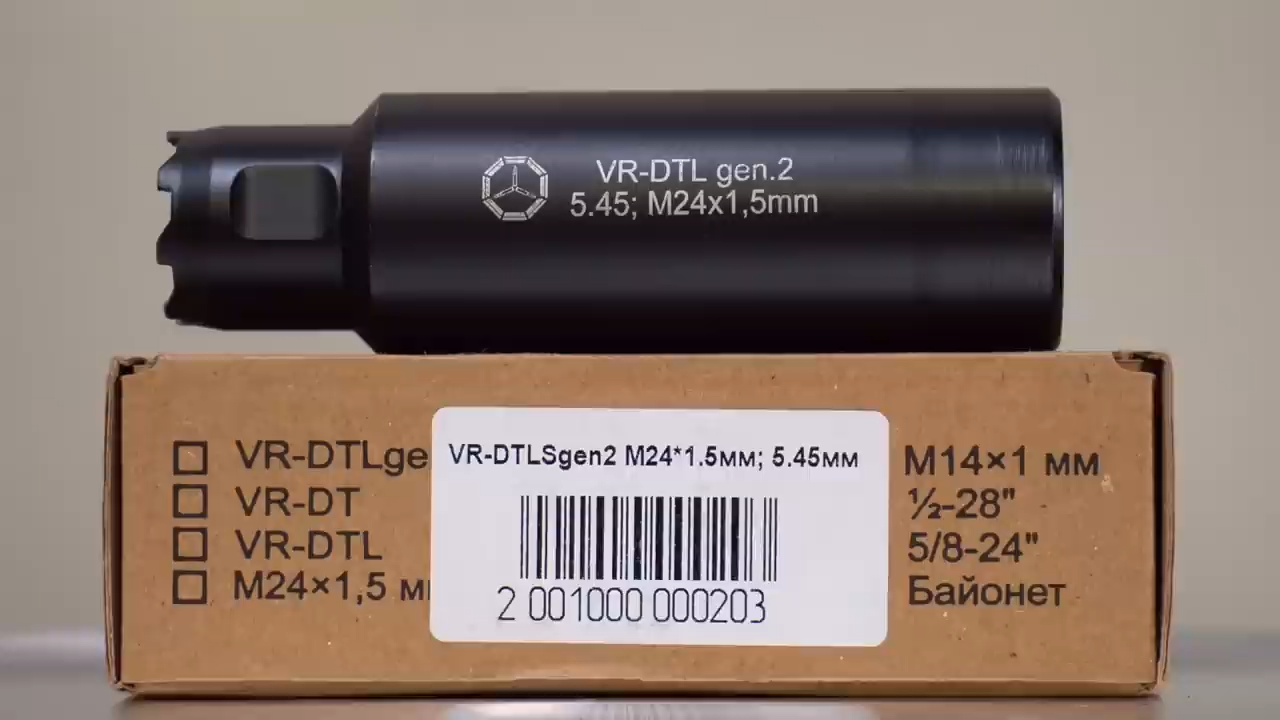 VR-DTL gen.2
5.45; M24x1,5mm
VR-DTLge
VR-DT
VR-DTL
M24×1,5 м
VR-DTLSgen2 M24*1.5мм; 5.45мм
2 001000 000203
M14×1 мм
½-28"
5/8-24"
Байонет